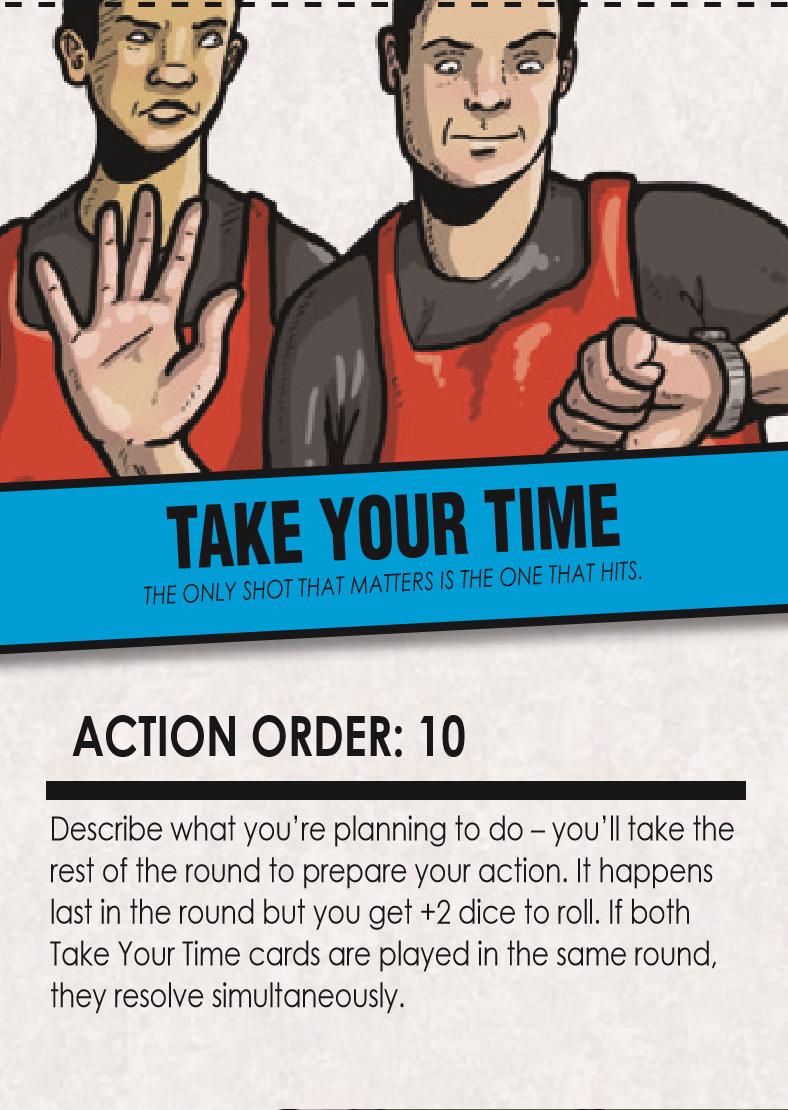 TAKE YOUR TIME
THE ONLY SHOT THAT MATTERS IS THE ONE THAT HITS.
ACTION ORDER: 10
Describe what you’re planning to do – you’ll take the
rest of the round to prepare your action. It happens
last in the round but you get +2 dice to roll. If both
Take Your Time cards are played in the same round,
they resolve simultaneously.